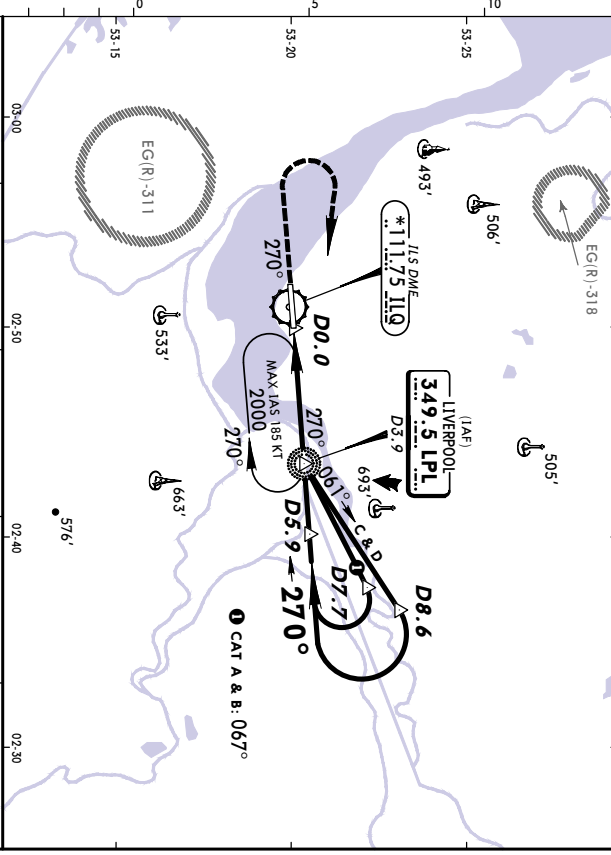 0
5
10
53-15
53-20
53-25
03-00
02-50
02-40
02-30
EG(R)-311
EG(R)-318
493'
506'
ILS DME
*111.75 ILQ
270°
D0.0
533'
MAX IAS 185 KT
2000
270°
270°
(IAF)
LIVERPOOL
349.5 LPL
D3.9
505'
693'
061°
C & D
663'
576'
D5.9
270°
D7.7
D8.6
1 CAT A & B: 067°
1